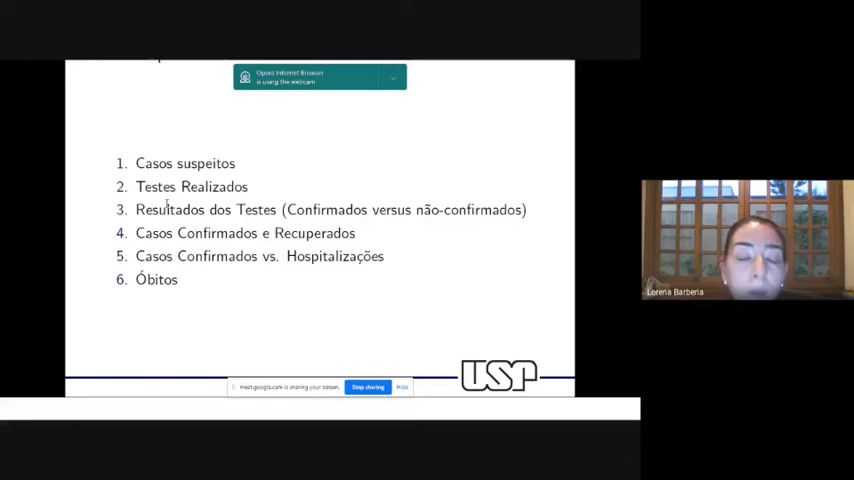 Opera Internet Browser
is using the webcam
1. Casos suspeitos
2. Testes Realizados
3. Resultados dos Testes (Confirmados versus não-confirmados)
4. Casos Confirmados e Recuperados
5. Casos Confirmados vs. Hospitalizações
6. Óbitos
USP
meet.google.com is sharing your screen.
Stop sharing
Hide
Lorena Barberia